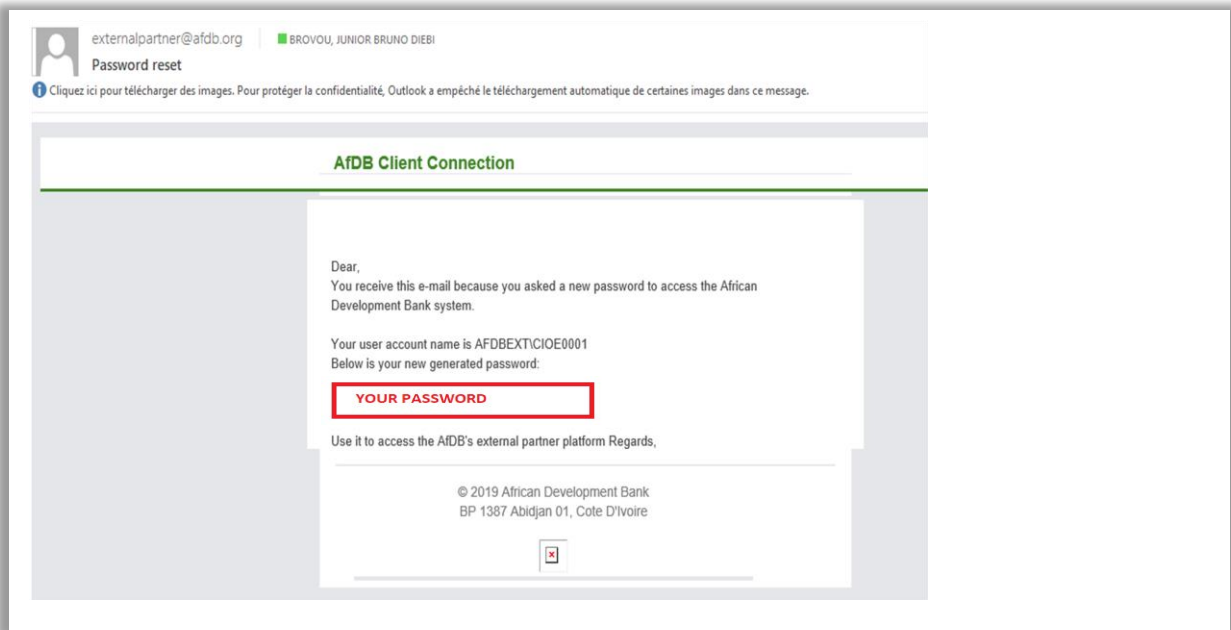 externalpartner@afdb.org BROVOU, JUNIOR BRUNO DIEBI
Password reset
Cliquez ici pour télécharger des images. Pour protéger la confidentialité, Outlook a empêché le téléchargement automatique de certaines images dans ce message.
AfDB Client Connection
Dear,
You receive this e-mail because you asked a new password to access the African
Development Bank system.
Your user account name is AFDBEXT\CIOE0001
Below is your new generated password:
YOUR PASSWORD
Use it to access the AfDB's external partner platform Regards,
© 2019 African Development Bank
BP 1387 Abidjan 01, Cote D'Ivoire